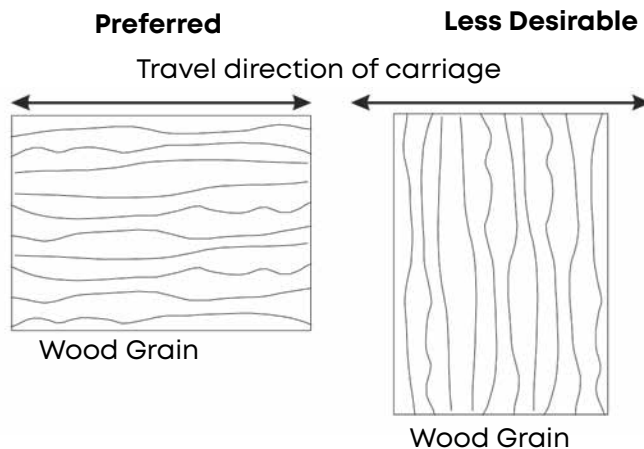 Preferred
Less Desirable
Travel direction of carriage
Wood Grain
Wood Grain